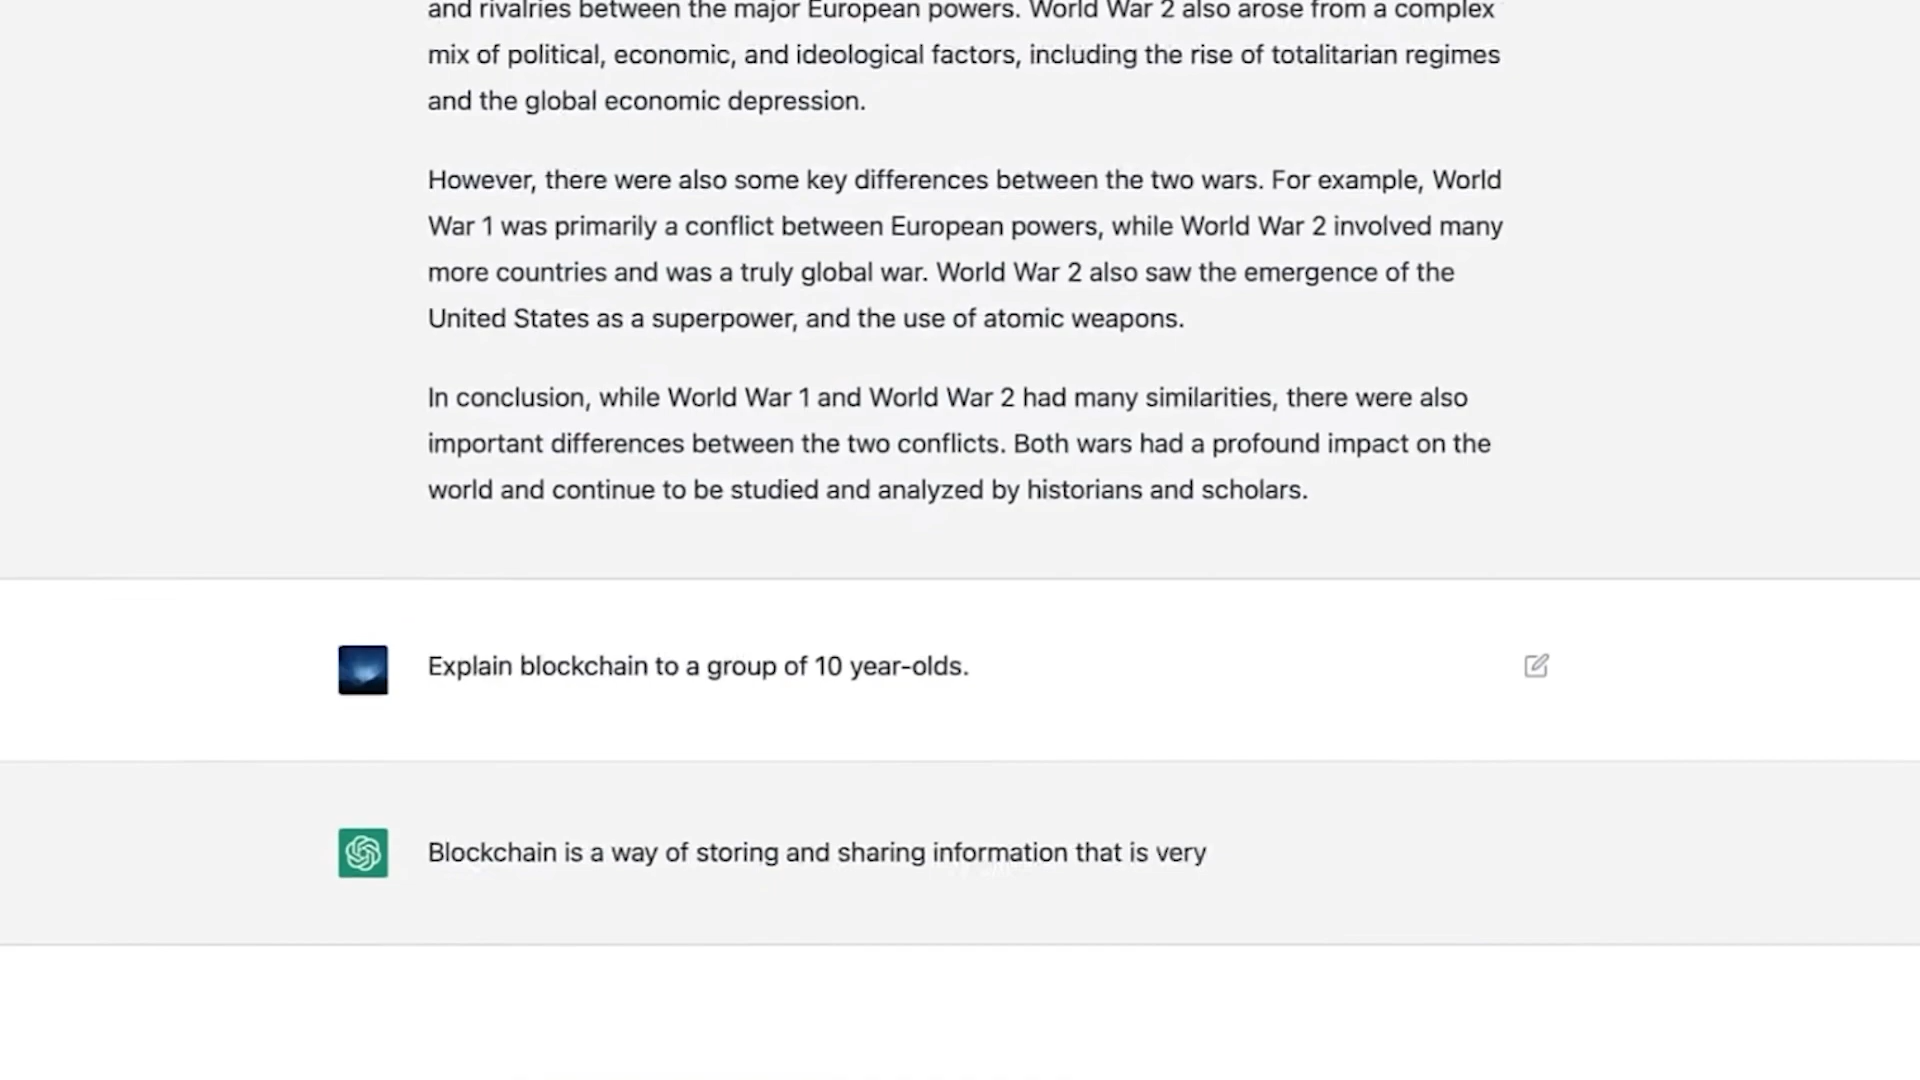 and rivalries between the major European powers. World War 2 also arose from a complex
mix of political, economic, and ideological factors, including the rise of totalitarian regimes
and the global economic depression.
However, there were also some key differences between the two wars. For example, World
War 1 was primarily a conflict between European powers, while World War 2 involved many
more countries and was a truly global war. World War 2 also saw the emergence of the
United States as a superpower, and the use of atomic weapons.
In conclusion, while World War 1 and World War 2 had many similarities, there were also
important differences between the two conflicts. Both wars had a profound impact on the
world and continue to be studied and analyzed by historians and scholars.
Explain blockchain to a group of 10 year-olds.
Blockchain is a way of storing and sharing information that is very